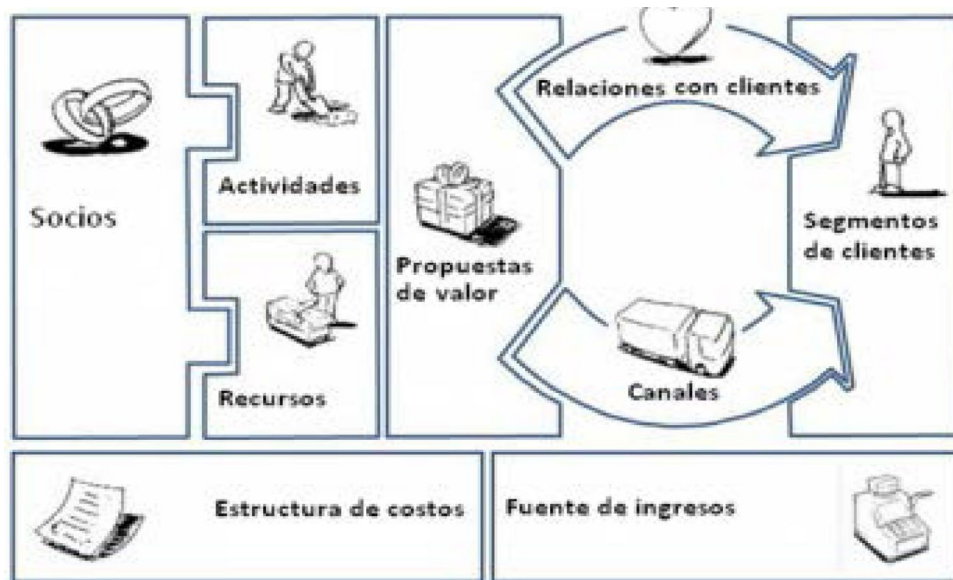 Socios
Actividades
Recursos
Propuestas
de valor
Relaciones con clientes
Canales
Segmentos
de clientes
Estructura de costos
Fuente de ingresos